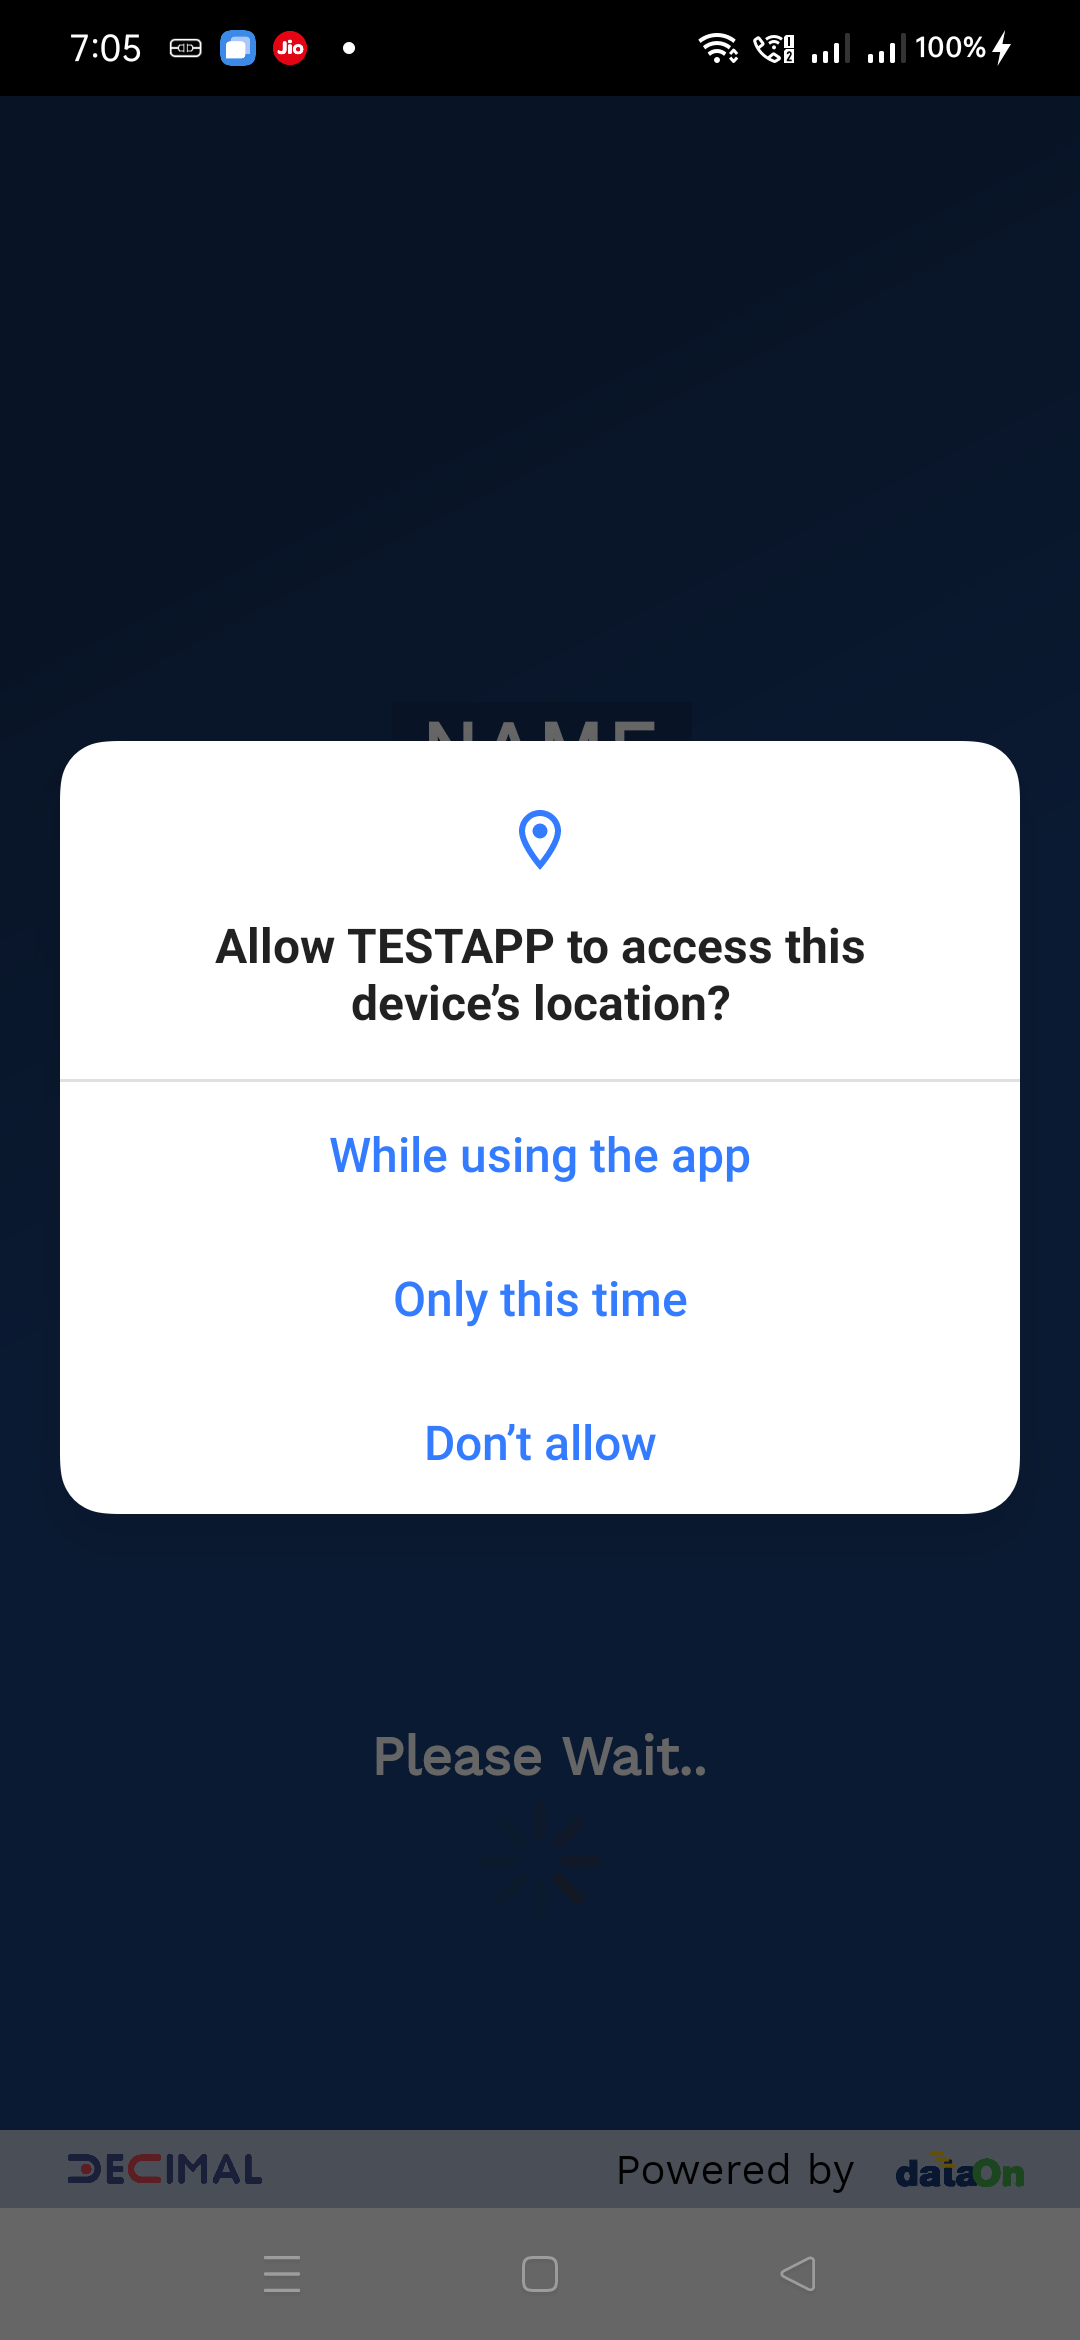 7:05 Jio 100%
NAME
Allow TESTAPP to access this
device’s location?
While using the app
Only this time
Don’t allow
Please Wait..
DECIMAL Powered by dataOn